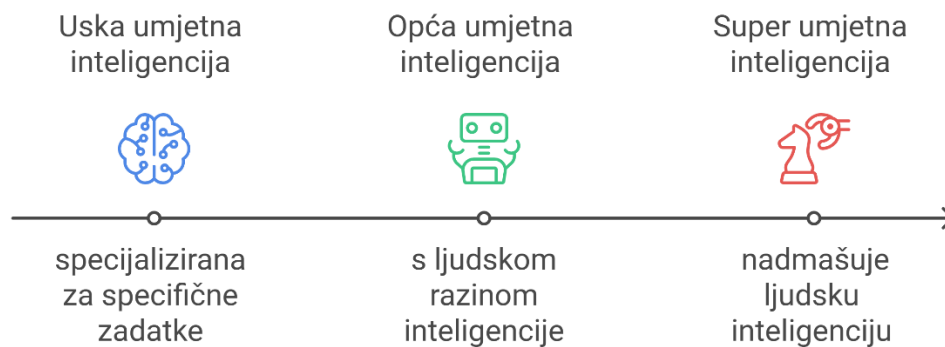 Uska umjetna
inteligencija
Opća umjetna
inteligencija
Super umjetna
inteligencija
specijalizirana
za specifične
zadatke
s ljudskom
razinom
inteligencije
nadmašuje
ljudsku
inteligenciju